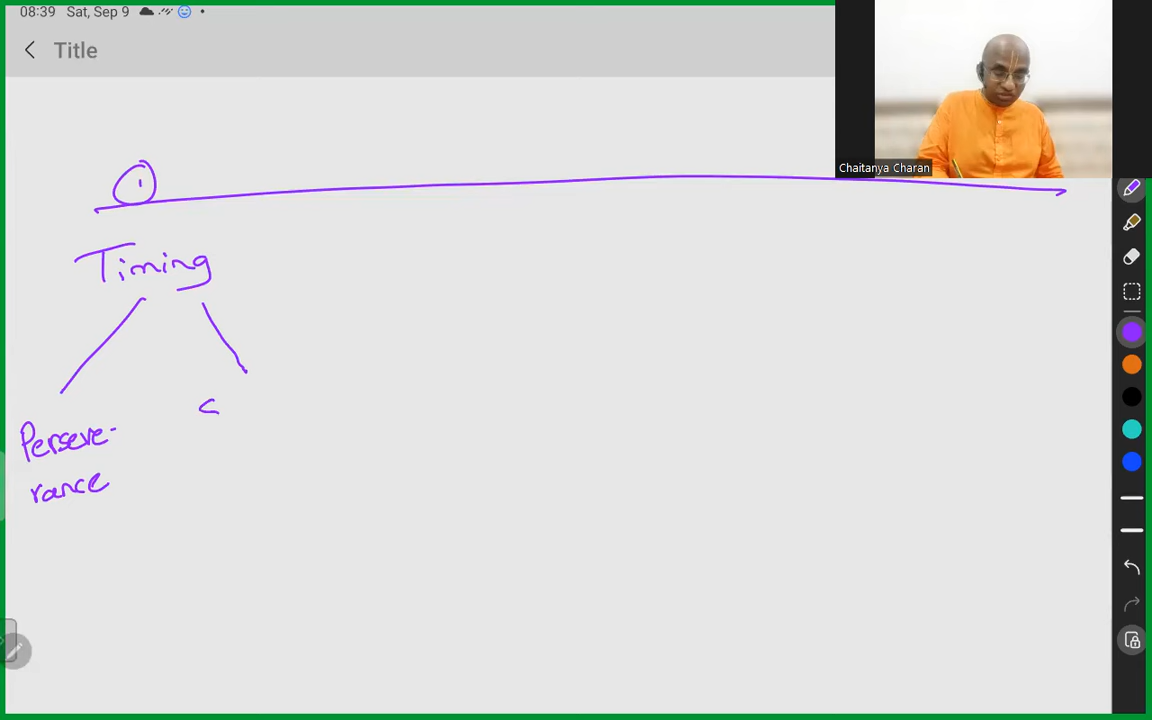 08:39 Sat, Sep 9
Title
Chaitanya Charan
1
Timing
Perseve-
rance